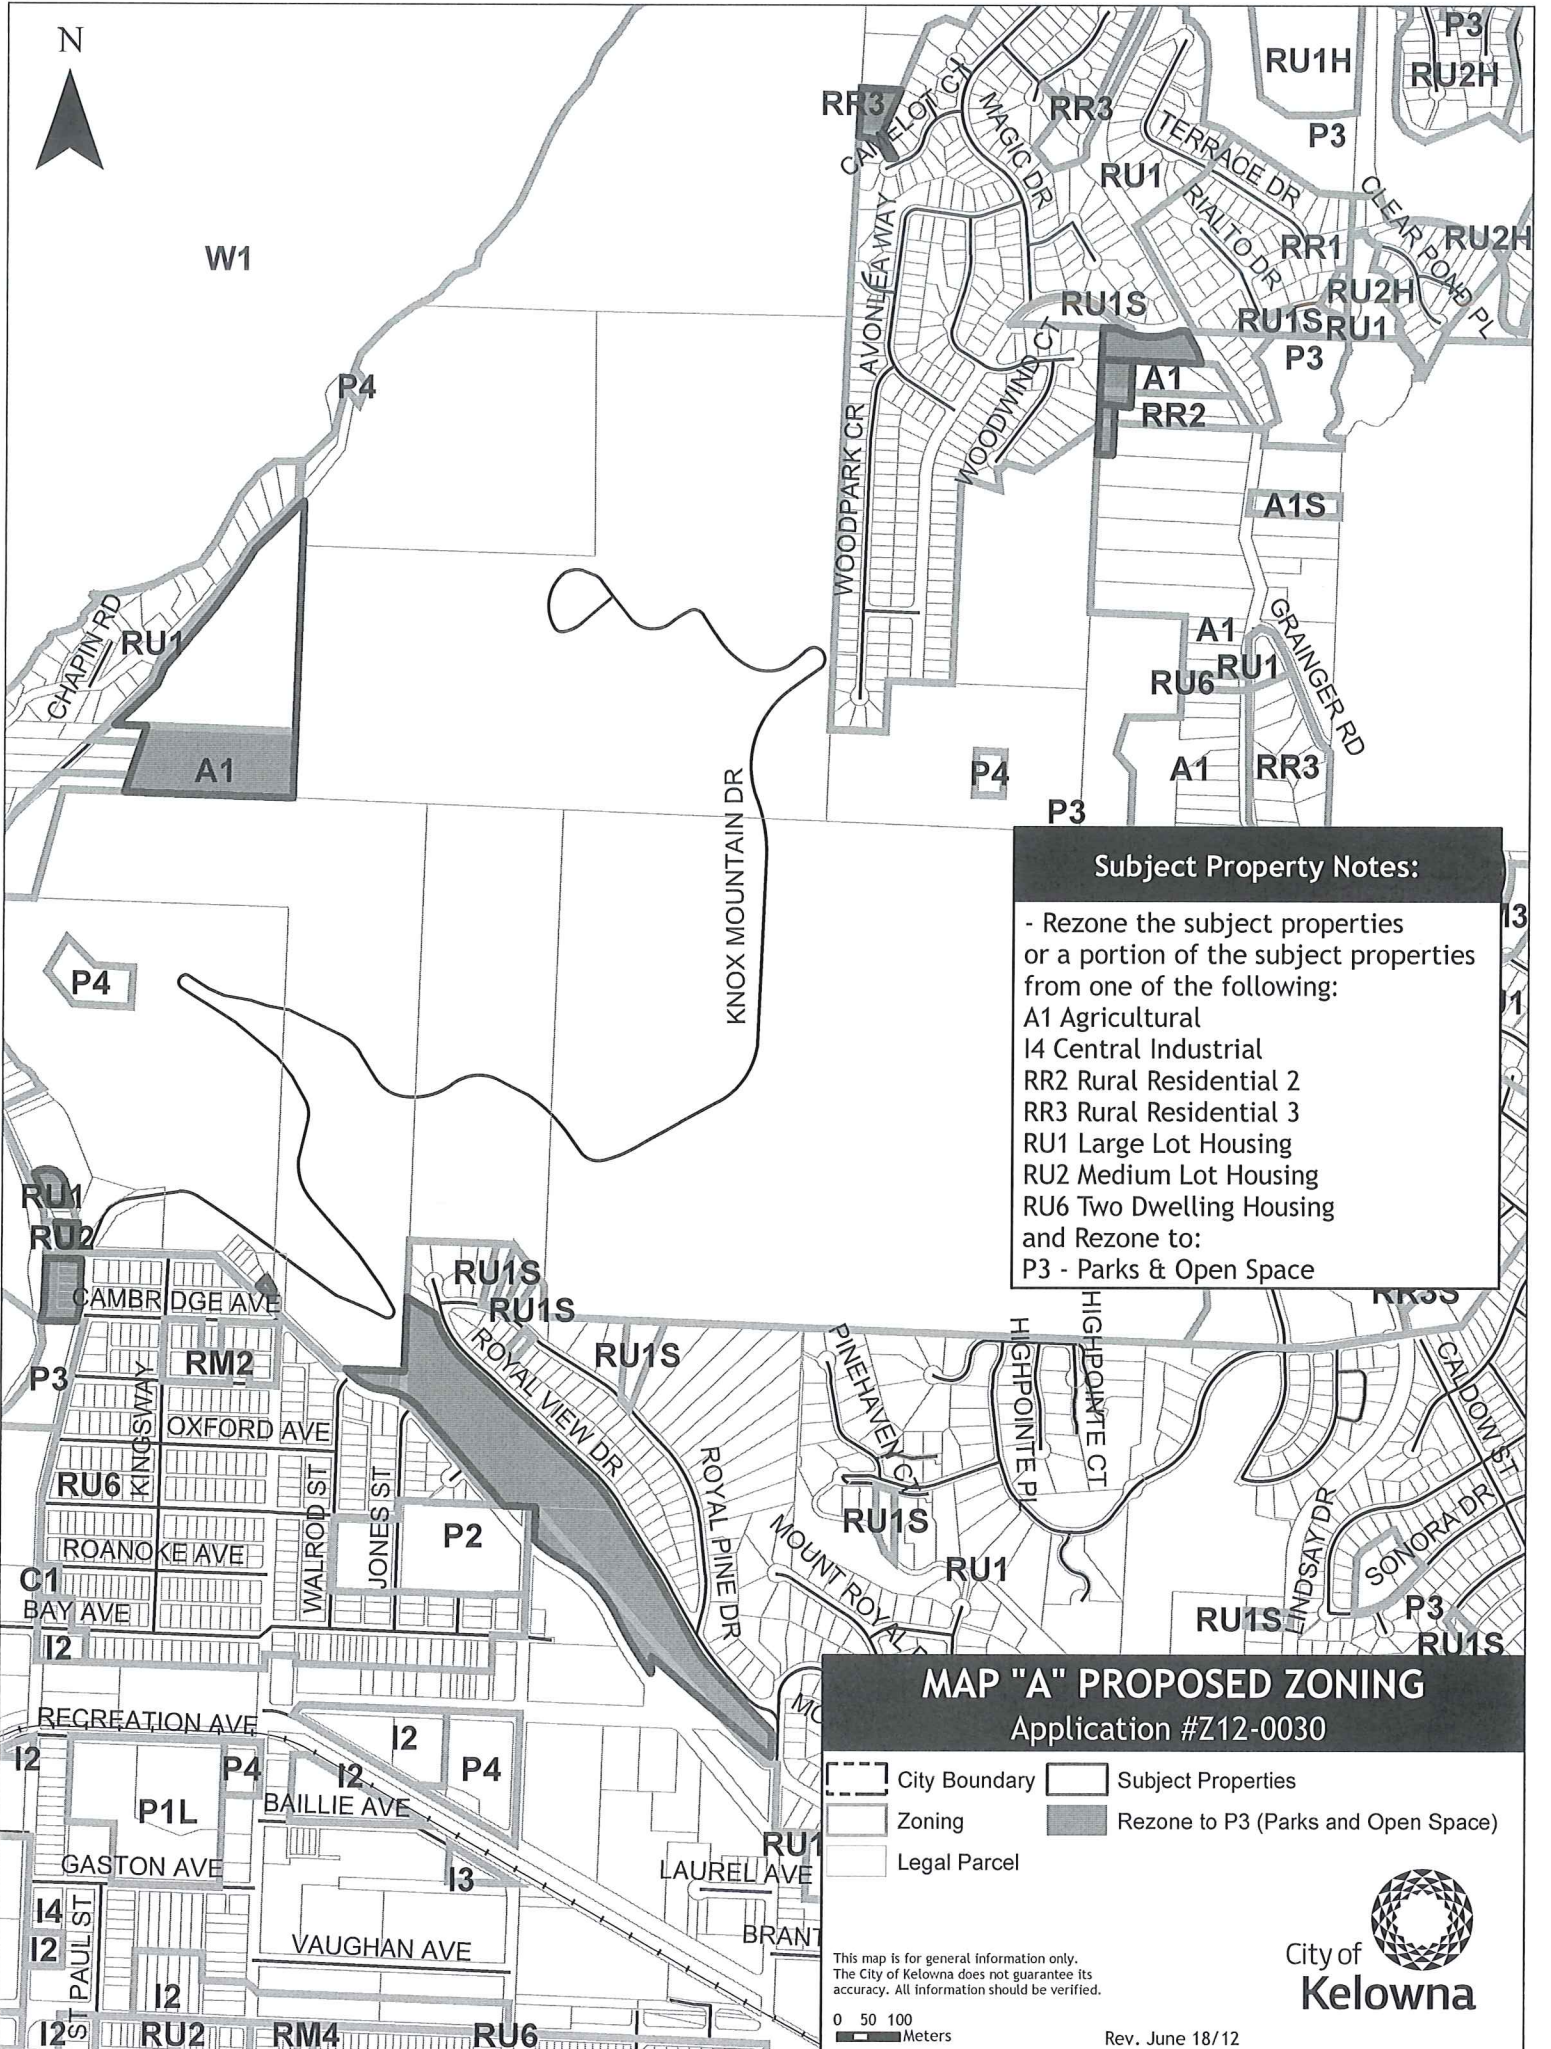 N
P3
RU1H
RU2H
RR3
CAMELOT CT
MAGIC DR
RR3
P3
TERRACE DR
RU1
CLEAR POND PL
RIALTO DR
W1
AVONLEA WAY
RR1
RU2H
RU2H
RU1S
RU1S
RU1
P3
P4
WOODWIND CT
A1
RR2
WOODPARK CR
A1S
CHAPIN RD
RU1
A1
GRAINGER RD
RU1
RU6
A1
P4
A1
RR3
KNOX MOUNTAIN DR
P3
Subject Property Notes:
- Rezone the subject properties
or a portion of the subject properties
from one of the following:
A1 Agricultural
I4 Central Industrial
RR2 Rural Residential 2
RR3 Rural Residential 3
RU1 Large Lot Housing
RU2 Medium Lot Housing
RU6 Two Dwelling Housing
and Rezone to:
P3 - Parks & Open Space
P4
RU1
RU2
RU1S
RU1S
CAMBRIDGE AVE
RR3S
HIGHPOINTE CT
HIGHPOINTE PL
PINEHAVEN CT
RU1S
ROYAL VIEW DR
RM2
P3
KINGSWAY
CALDOW ST
OXFORD AVE
RU6
WALROD ST
JONES ST
ROYAL PINE DR
P2
RU1S
MOUNT ROYAL
LINDSAY DR
SONORA DR
ROANOKE AVE
RU1
C1
BAY AVE
RU1S
P3
RU1S
I2
MAP "A" PROPOSED ZONING
Application #Z12-0030
RECREATION AVE
I2
I2
P4
I2
P4
P1L
BAILLIE AVE
City Boundary
Subject Properties
Zoning
Rezone to P3 (Parks and Open Space)
Legal Parcel
RU1
GASTON AVE
LAUREL AVE
I3
I4
I2
ST PAUL ST
VAUGHAN AVE
I2
I2
RU2
RM4
RU6
This map is for general information only.
The City of Kelowna does not guarantee its
accuracy. All information should be verified.
0 50 100
Meters
Rev. June 18/12
City of
Kelowna